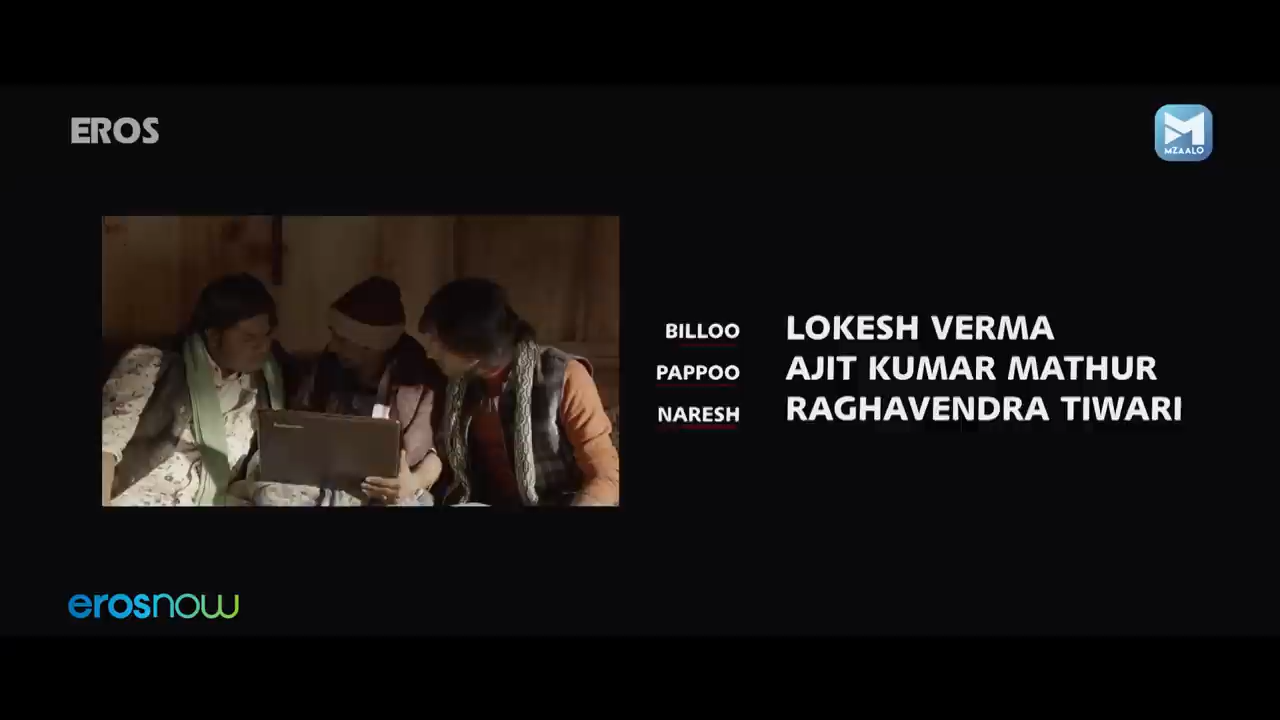 EROS
MZAALO
BILLOO LOKESH VERMA
PAPPOO AJIT KUMAR MATHUR
NARESH RAGHAVENDRA TIWARI
erosnow